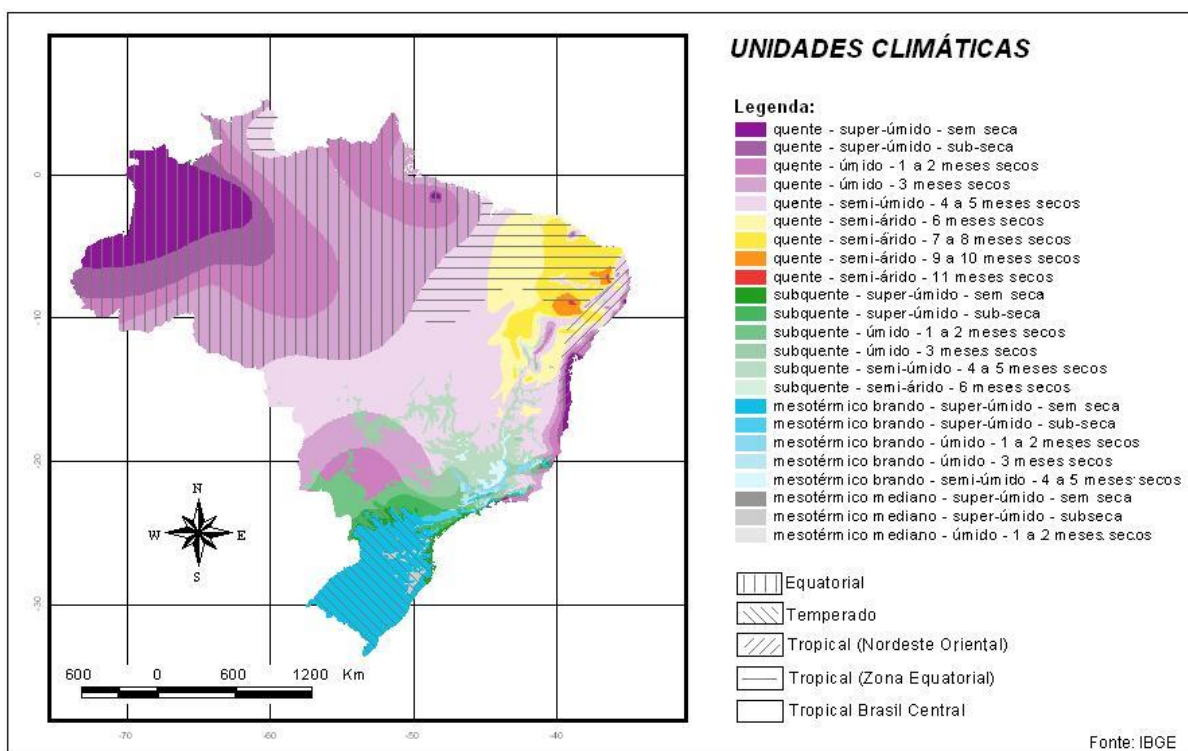 UNIDADES CLIMÁTICAS
Legenda:
quente - super-úmido - sem seca
quente - super-úmido - sub-seca
quente - úmido - 1 a 2 meses secos
quente - úmido - 3 meses secos
quente - semi-úmido - 4 a 5 meses secos
quente - semi-árido - 6 meses secos
quente - semi-árido - 7 a 8 meses secos
quente - semi-árido - 9 a 10 meses secos
quente - semi-árido - 11 meses secos
subquente - super-úmido - sem seca
subquente - super-úmido - sub-seca
subquente - úmido - 1 a 2 meses secos
subquente - úmido - 3 meses secos
subquente - semi-úmido - 4 a 5 meses secos
subquente - semi-árido - 6 meses secos
mesotérmico brando - super-úmido - sem seca
mesotérmico brando - super-úmido - sub-seca
mesotérmico brando - úmido - 1 a 2 meses secos
mesotérmico brando - úmido - 3 meses secos
mesotérmico brando - semi-úmido - 4 a 5 meses secos
mesotérmico mediano - super-úmido - sem seca
mesotérmico mediano - super-úmido - subseca
mesotérmico mediano - úmido - 1 a 2 meses secos
Equatorial
Temperado
Tropical (Nordeste Oriental)
Tropical (Zona Equatorial)
Tropical Brasil Central
Fonte: IBGE
0
-10
-20
-30
N
W E
S
600 0 600 1200 Km
-70 -60 -50 -40